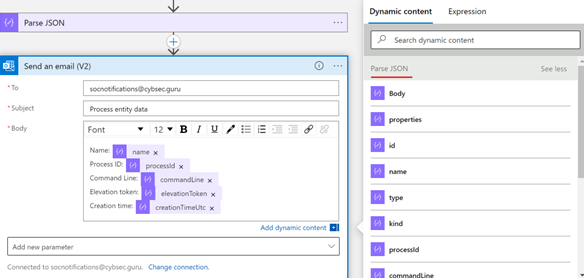 Parse JSON
Send an email (V2)
* To
socnotifications@cybsec.guru
* Subject
Process entity data
* Body
Font 12 B I U
Name: name ×
Process ID: processId ×
Command Line: commandLine ×
Elevation token: elevationToken ×
Creation time: creationTimeUtc ×
Add dynamic content
Add new parameter
Connected to socnotifications@cybsec.guru. Change connection.
Dynamic content Expression
Search dynamic content
Parse JSON See less
Body
properties
id
name
type
kind
processId
commandLine